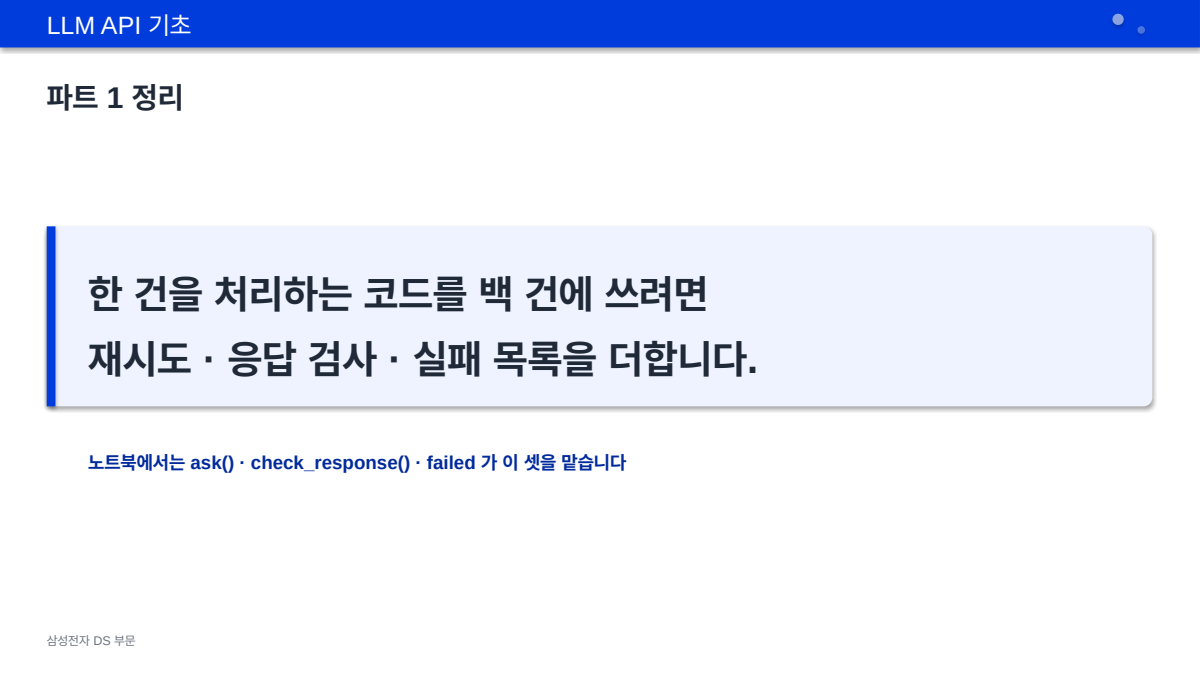 LLM API 기초
파트 1 정리
한 건을 처리하는 코드를 백 건에 쓰려면
재시도 · 응답 검사 · 실패 목록을 더합니다.
노트북에서는 ask() · check_response() · failed 가 이 셋을 맡습니다
삼성전자 DS 부문